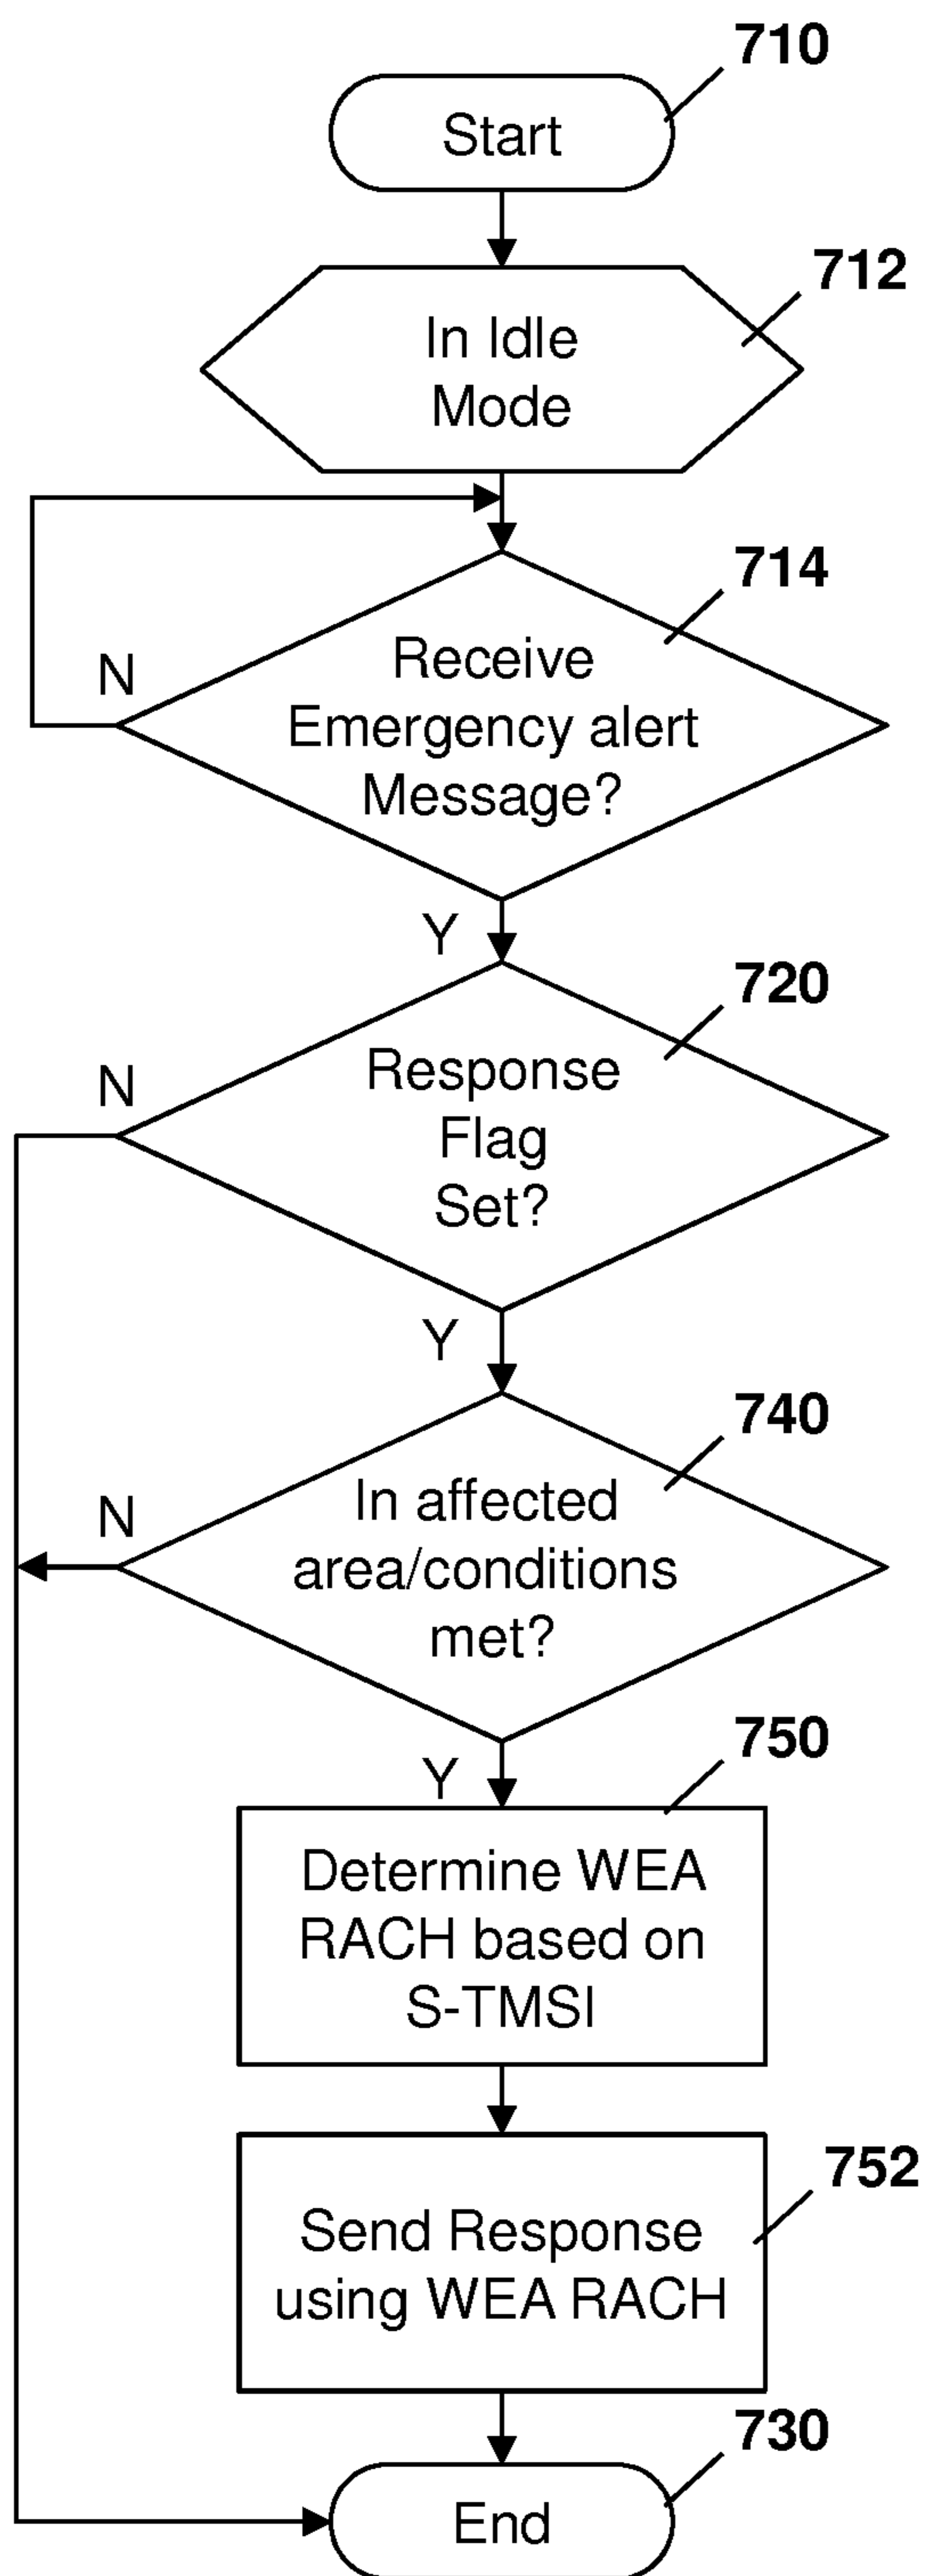 710
Start
712
In Idle
Mode
714
Receive
Emergency alert
Message?
N
Y
720
Response
Flag
Set?
N
Y
740
In affected
area/conditions
met?
N
Y
750
Determine WEA
RACH based on
S-TMSI
752
Send Response
using WEA RACH
730
End